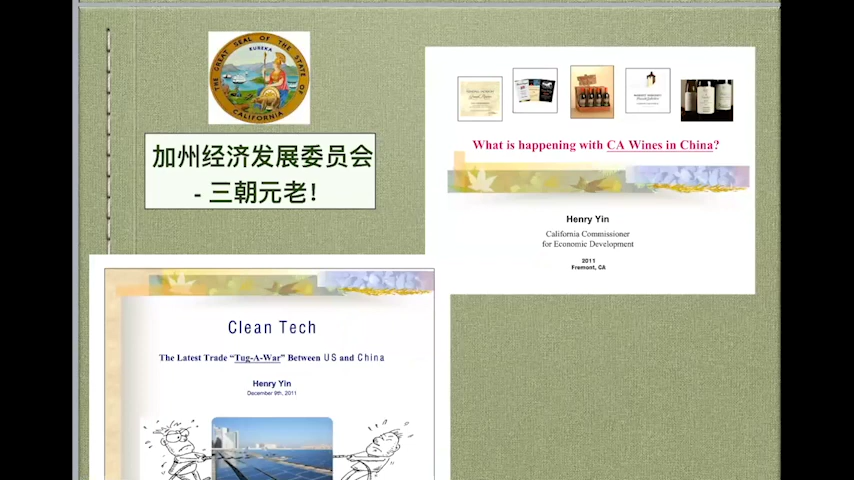 THE GREAT SEAL OF THE STATE OF CALIFORNIA
EUREKA
加州经济发展委员会
- 三朝元老!
What is happening with CA Wines in China?
Henry Yin
California Commissioner
for Economic Development
2011
Fremont, CA
Clean Tech
The Latest Trade “Tug-A-War” Between US and China
Henry Yin
December 9th, 2011